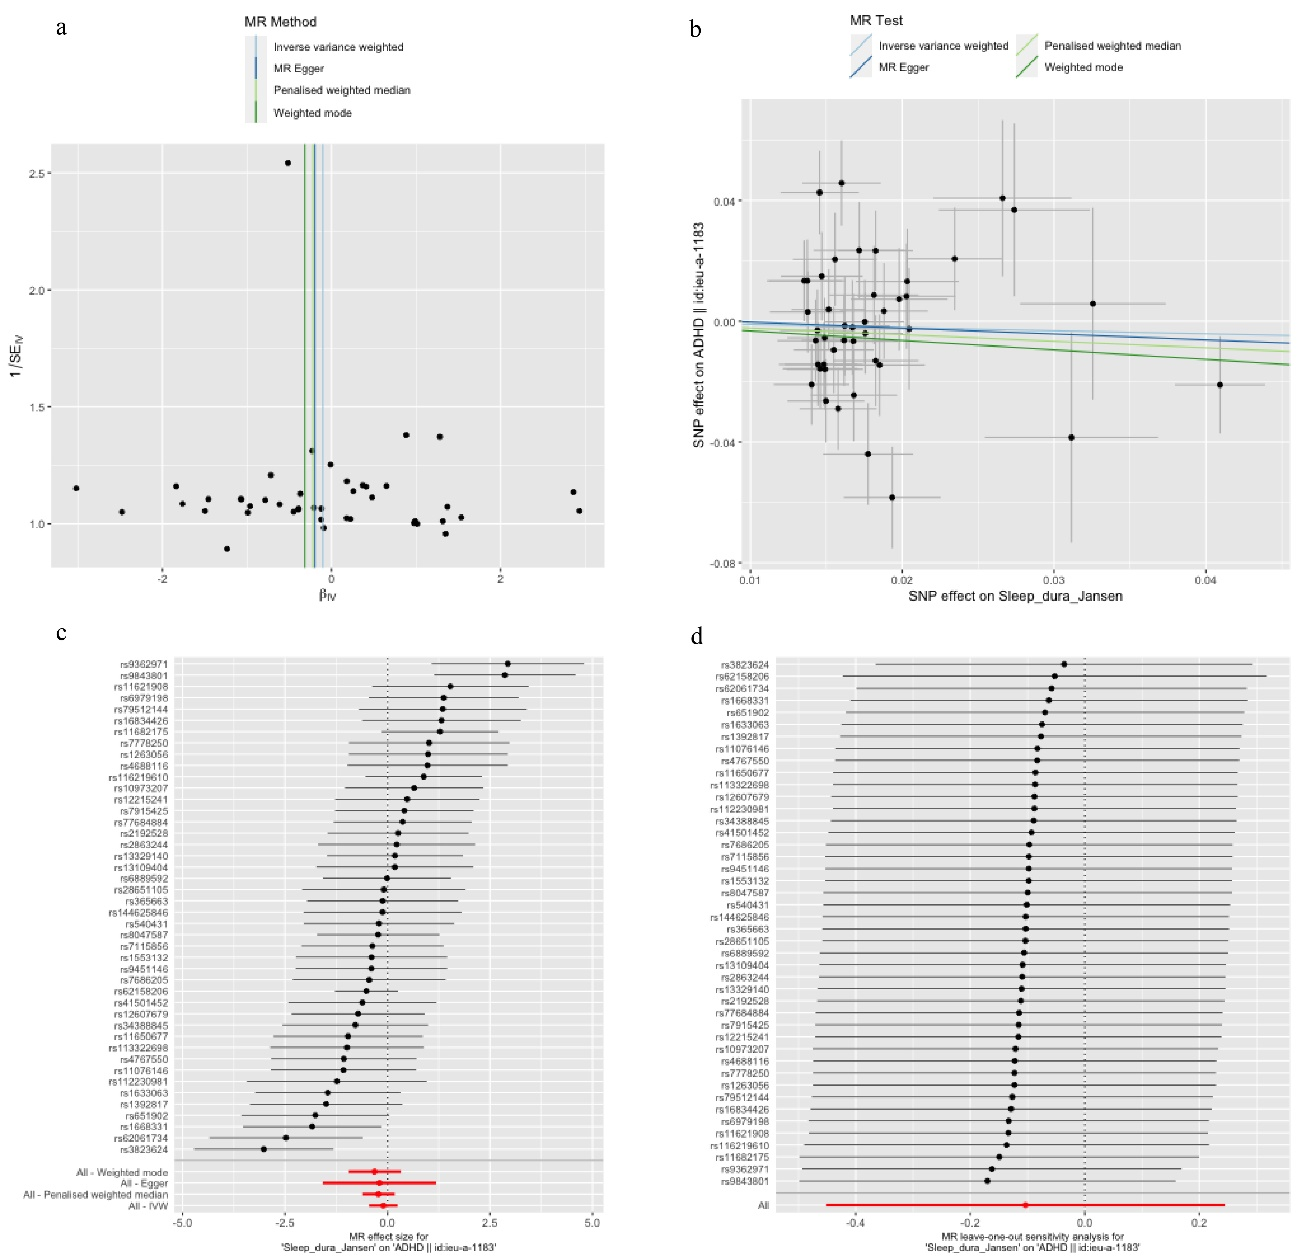 a
MR Method
Inverse variance weighted
MR Egger
Penalised weighted median
Weighted mode
2.5
2.0
1.5
1.0
1/SEIV
-2
0
2
βIV
b
MR Test
Inverse variance weighted
Penalised weighted median
MR Egger
Weighted mode
0.04
0.00
-0.04
-0.08
SNP effect on ADHD || id:ieu-a-1183
0.01
0.02
0.03
0.04
SNP effect on Sleep_dura_Jansen
c
rs9362971
rs9843801
rs11621908
rs6979198
rs79512144
rs16834426
rs11682175
rs7778250
rs1263056
rs4688116
rs116219610
rs10973207
rs12215241
rs7915425
rs77684884
rs2192528
rs2863244
rs13329140
rs13109404
rs6889592
rs28651105
rs365663
rs144625846
rs540431
rs8047587
rs7115856
rs1553132
rs9451146
rs7686205
rs62158206
rs41501452
rs12607679
rs34388845
rs11650677
rs113322698
rs4767550
rs11076146
rs112230981
rs1633063
rs1392817
rs651902
rs1668331
rs62061734
rs3823624
All - Weighted mode
All - Egger
All - Penalised weighted median
All - IVW
-5.0
-2.5
0.0
2.5
5.0
MR effect size for
'Sleep_dura_Jansen' on 'ADHD || id:ieu-a-1183'
d
rs3823624
rs62158206
rs62061734
rs1668331
rs651902
rs1633063
rs1392817
rs11076146
rs4767550
rs11650677
rs113322698
rs12607679
rs112230981
rs34388845
rs41501452
rs7686205
rs7115856
rs9451146
rs1553132
rs8047587
rs540431
rs144625846
rs365663
rs28651105
rs6889592
rs13109404
rs2863244
rs13329140
rs2192528
rs77684884
rs7915425
rs12215241
rs10973207
rs4688116
rs7778250
rs1263056
rs79512144
rs16834426
rs6979198
rs11621908
rs116219610
rs11682175
rs9362971
rs9843801
All
-0.4
-0.2
0.0
0.2
MR leave-one-out sensitivity analysis for
'Sleep_dura_Jansen' on 'ADHD || id:ieu-a-1183'